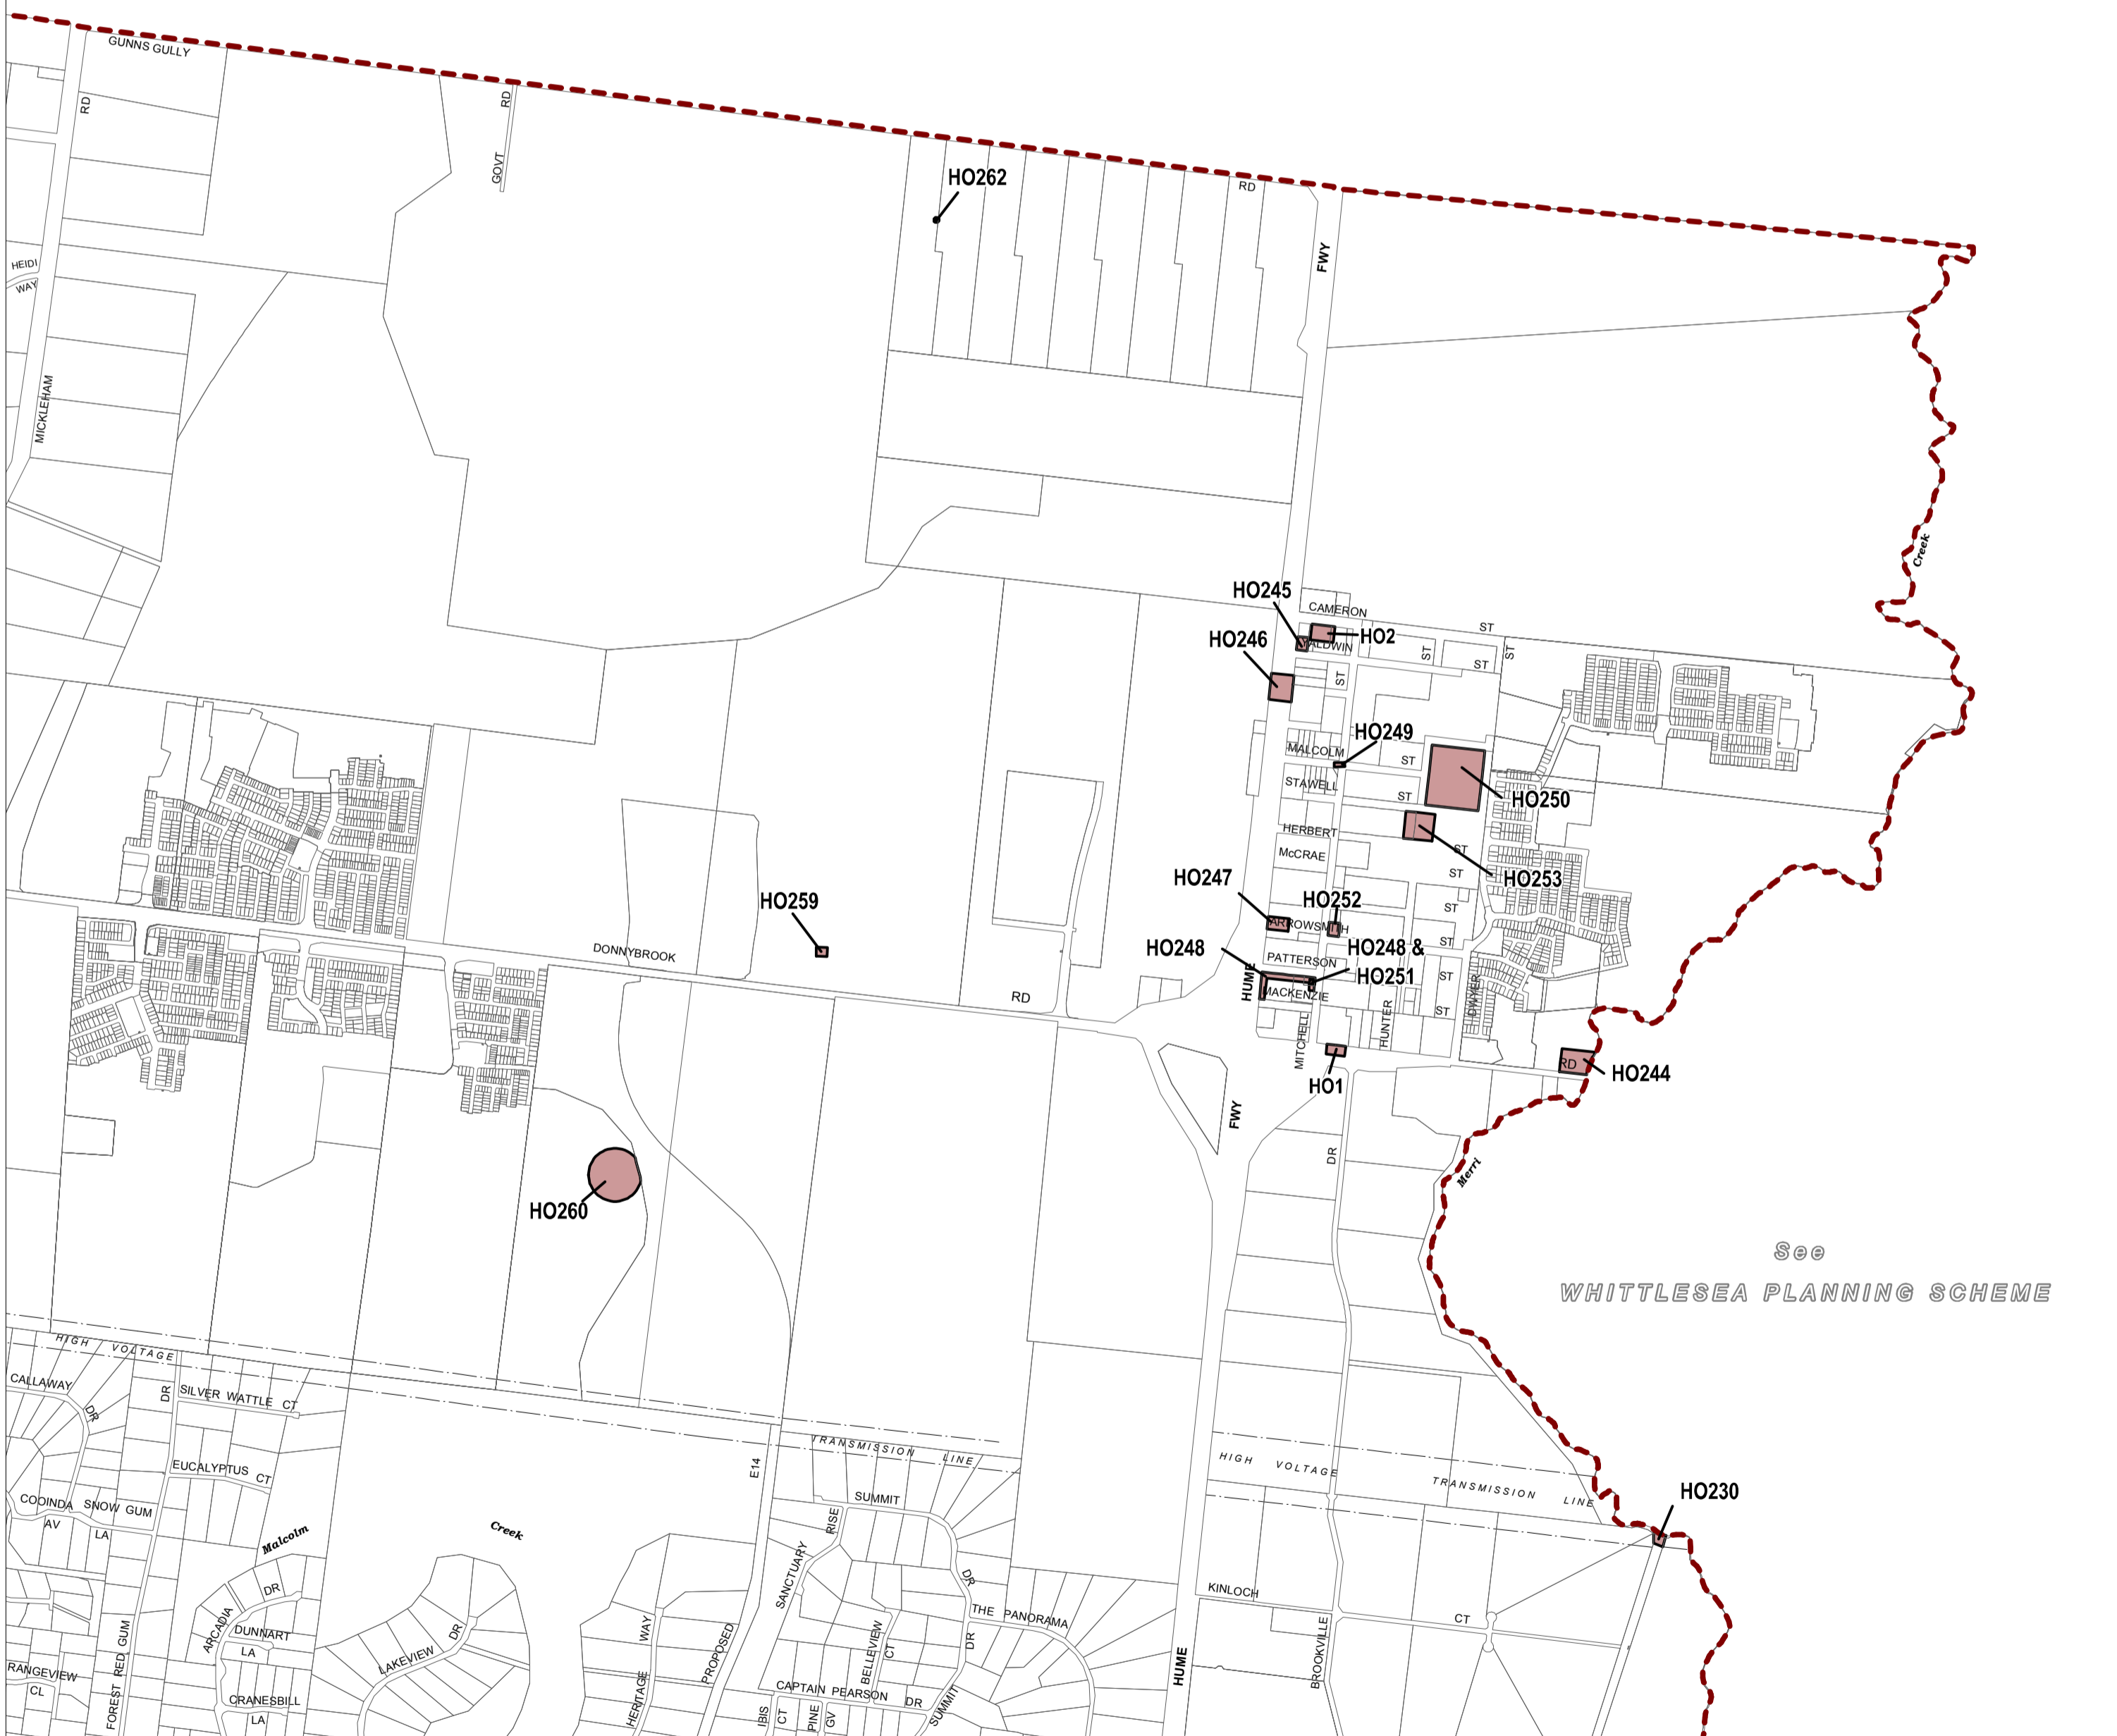 GUNNS GULLY
RD
RD
GOVT
HO262
RD
FWY
HEIDI
WAY
MICKLEHAM
Creek
HO245
CAMERON
ST
HO246
HO2
ALDWIN
ST
ST
ST
ST
HO249
MALCOLM
ST
STAWELL
ST
HO250
HERBERT
McCRAE
ST
ST
HO253
HO247
HO252
HO259
ST
ARROWSMITH
DONNYBROOK
HO248
HO248 &
HO251
ST
PATTERSON
HUME
MACKENZIE
ST
DWYER
RD
ST
HUNTER
MITCHELL
RD
HO244
HO1
FWY
DR
Merri
HO260
See
WHITTLESEA PLANNING SCHEME
HIGH VOLTAGE
CALLAWAY
DR
DR
SILVER WATTLE CT
TRANSMISSION LINE
E14
HIGH VOLTAGE
TRANSMISSION LINE
EUCALYPTUS CT
HO230
COOINDA
AV
SNOW GUM
LA
SUMMIT
RISE
Malcolm
Creek
SANCTUARY
DR
KINLOCH
CT
DR
ARCADIA
DUNNART
LA
LAKEVIEW DR
WAY
HERITAGE
PROPOSED
THE PANORAMA
DR
BELLEVIEW
CT
BROOKVILLE
HUME
RANGEVIEW
CL
FOREST RED GUM
CRANESBILL
LA
CAPTAIN PEARSON DR
IBIS
CT
PINE
GV
SUMMIT